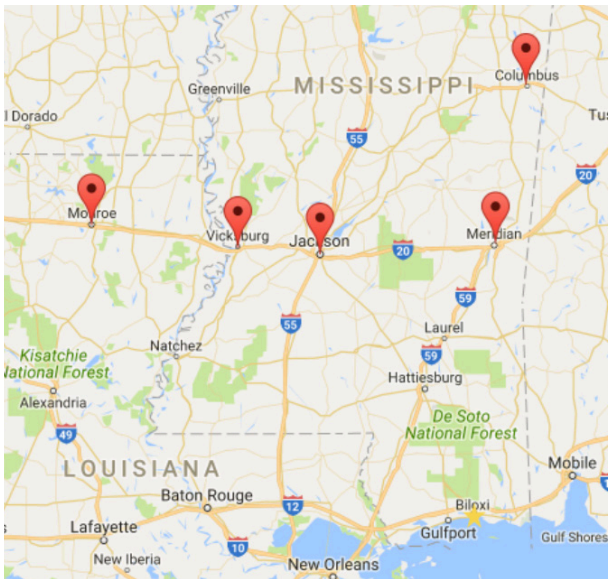 Columbus
Greenville
MISSISSIPPI
l Dorado
Tus
55
20
Monroe
Vicksburg
Jackson
Meridian
20
59
55
Laurel
Natchez
59
Kisatchie
National Forest
Hattiesburg
Alexandria
De Soto
National Forest
49
LOUISIANA
Mobile
Baton Rouge
12
Biloxi
Lafayette
Gulfport
Gulf Shores
10
New Iberia
New Orleans